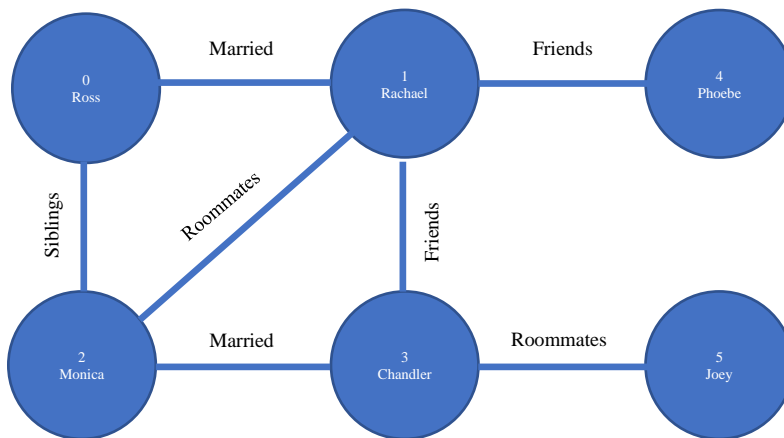 Married
Friends
0
Ross
1
Rachael
4
Phoebe
Siblings
Roommates
Friends
Married
Roommates
2
Monica
3
Chandler
5
Joey